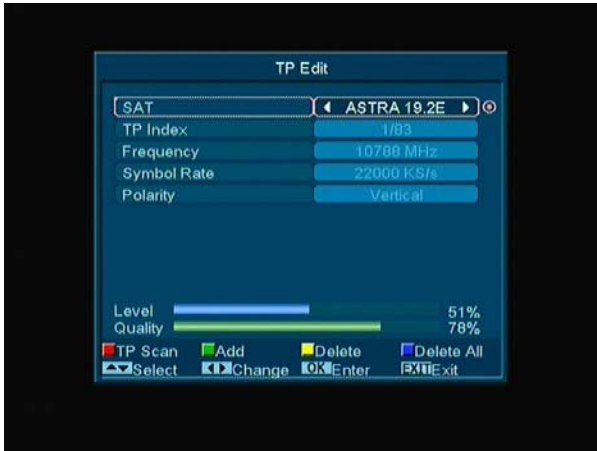 TP Edit
SAT ASTRA 19.2E
TP Index 1/83
Frequency 10788 MHz
Symbol Rate 22000 KS/s
Polarity Vertical
Level 51%
Quality 78%
TP Scan Add Delete Delete All
Select Change OK Enter EXIT Exit